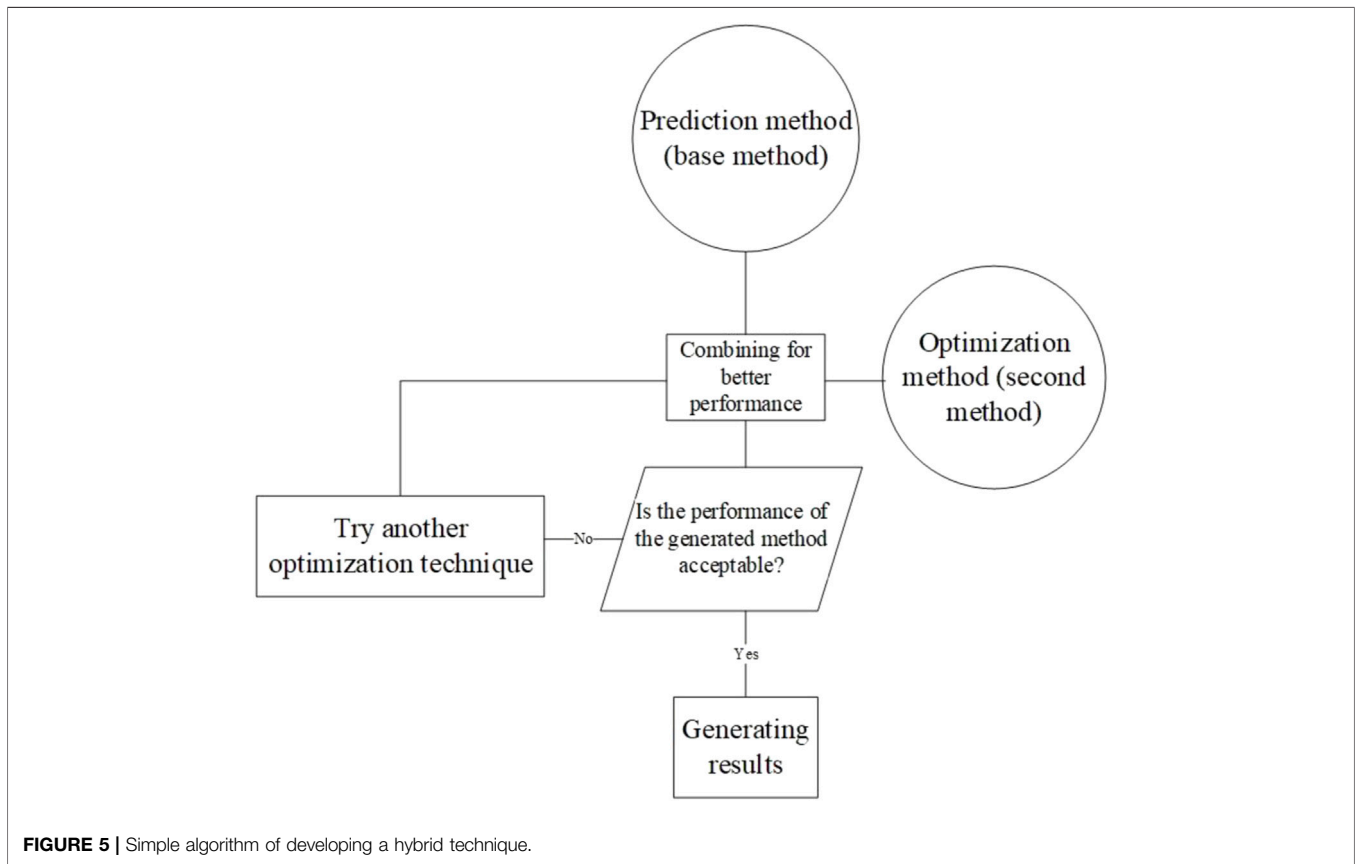 Prediction method
(base method)
Combining for
better
performance
Optimization
method (second
method)
Try another
optimization technique
No
Is the performance of
the generated method
acceptable?
Yes
Generating
results
FIGURE 5 | Simple algorithm of developing a hybrid technique.